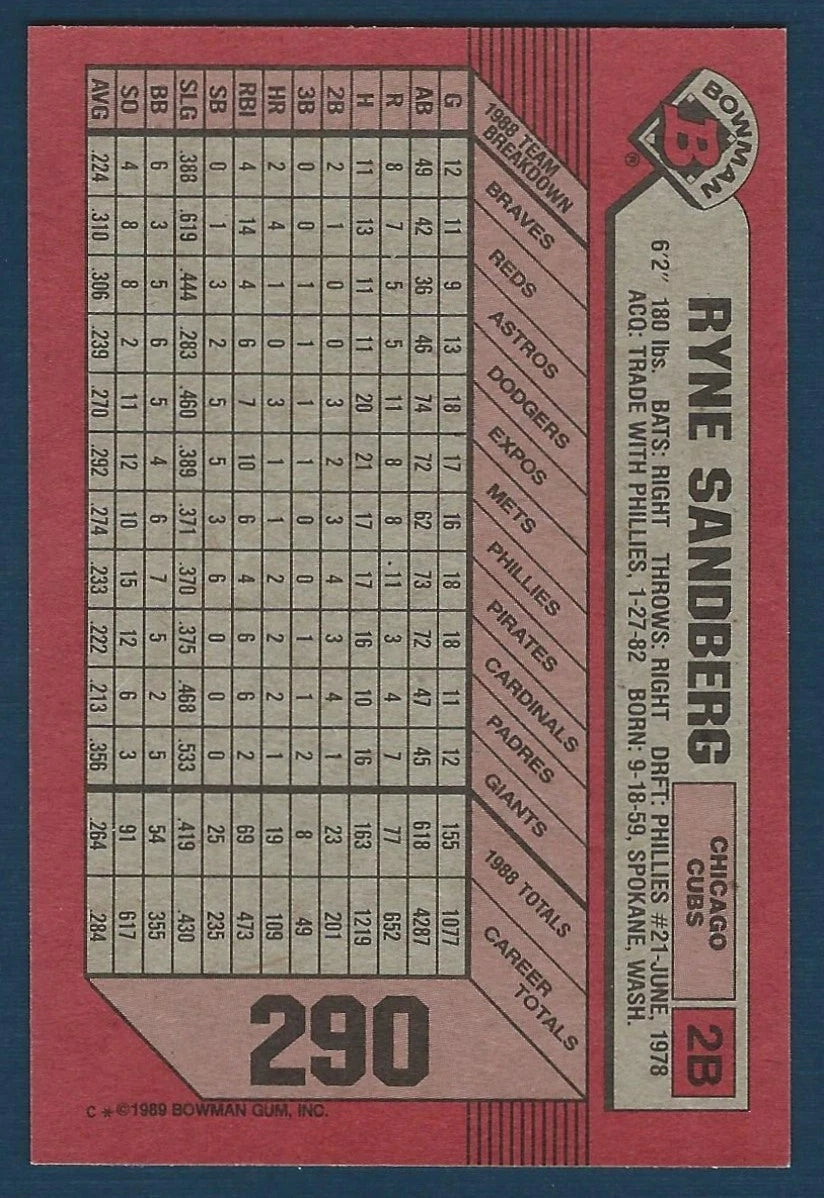 BOWMAN
B ®
RYNE SANDBERG
CHICAGO
CUBS
2B
6'2" 180 lbs. BATS: RIGHT THROWS: RIGHT DRFT: PHILLIES #21-JUNE, 1978
ACQ: TRADE WITH PHILLIES, 1-27-82 BORN: 9-18-59, SPOKANE, WASH.
1988 TEAM
BREAKDOWN
BRAVES
REDS
ASTROS
DODGERS
EXPOS
METS
PHILLIES
PIRATES
CARDINALS
PADRES
GIANTS
1988 TOTALS
CAREER
TOTALS
G 12 11 9 13 18 17 16 18 18 11 12 155 1077
AB 49 42 36 46 74 72 62 73 72 47 45 618 4287
R 8 7 5 5 11 8 8 11 3 4 7 77 652
H 11 13 11 11 20 21 17 17 16 10 16 163 1219
2B 2 1 0 0 3 2 3 4 3 4 1 23 201
3B 0 0 1 1 1 1 0 0 1 1 2 8 49
HR 2 4 1 0 3 1 1 2 2 2 1 19 109
RBI 4 14 4 6 7 10 6 4 6 6 2 69 473
SB 0 1 3 2 5 5 3 6 0 0 0 25 235
SLG .388 .619 .444 .283 .460 .389 .371 .370 .375 .468 .533 .419 .430
BB 6 3 5 6 5 4 6 7 5 2 5 54 355
SO 4 8 8 2 11 12 10 15 12 6 3 91 617
AVG .224 .310 .306 .239 .270 .292 .274 .233 .222 .213 .356 .264 .284
290
C *©1989 BOWMAN GUM, INC.